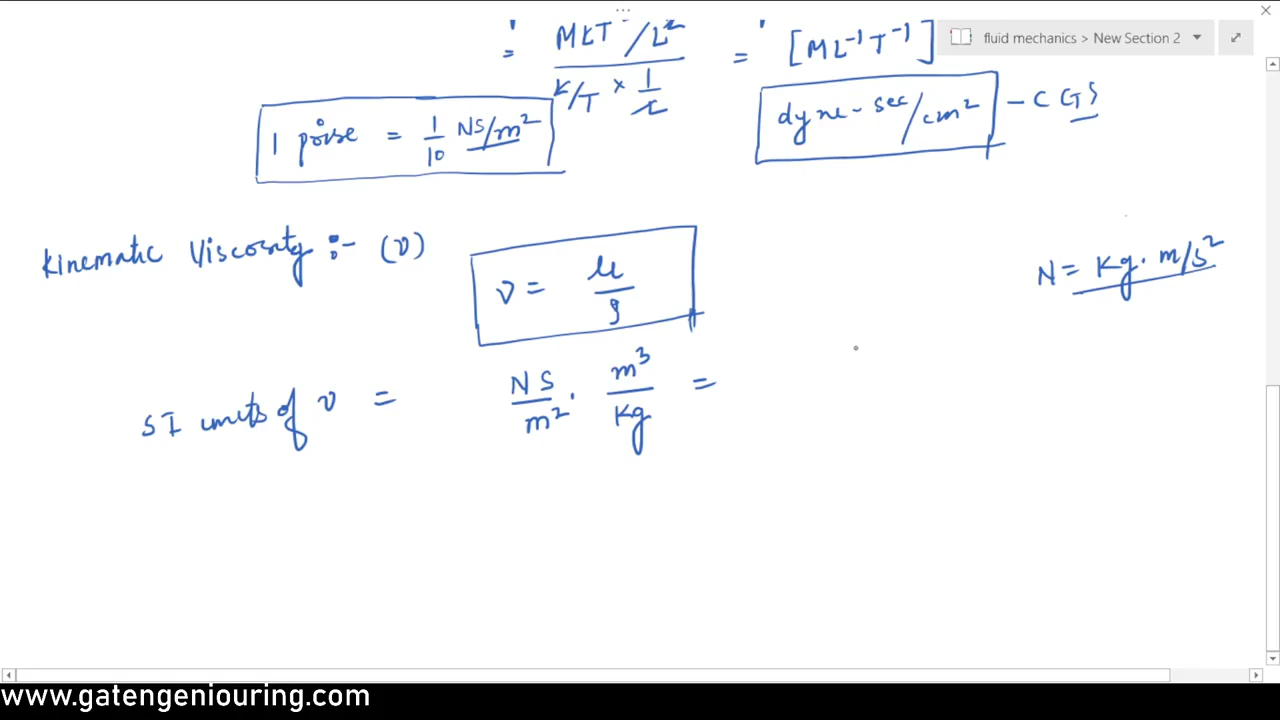 fluid mechanics > New Section 2
= MLT⁻ / L² / L/T × 1/L = [ML⁻¹T⁻¹]
1 poise = 1/10 NS/m² dyne-sec/cm² - CGS
Kinematic Viscosity :- (ν) ν = μ/ρ N = Kg. m/s²
SI units of ν = NS/m² . m³/Kg =
www.gatengeniouring.com